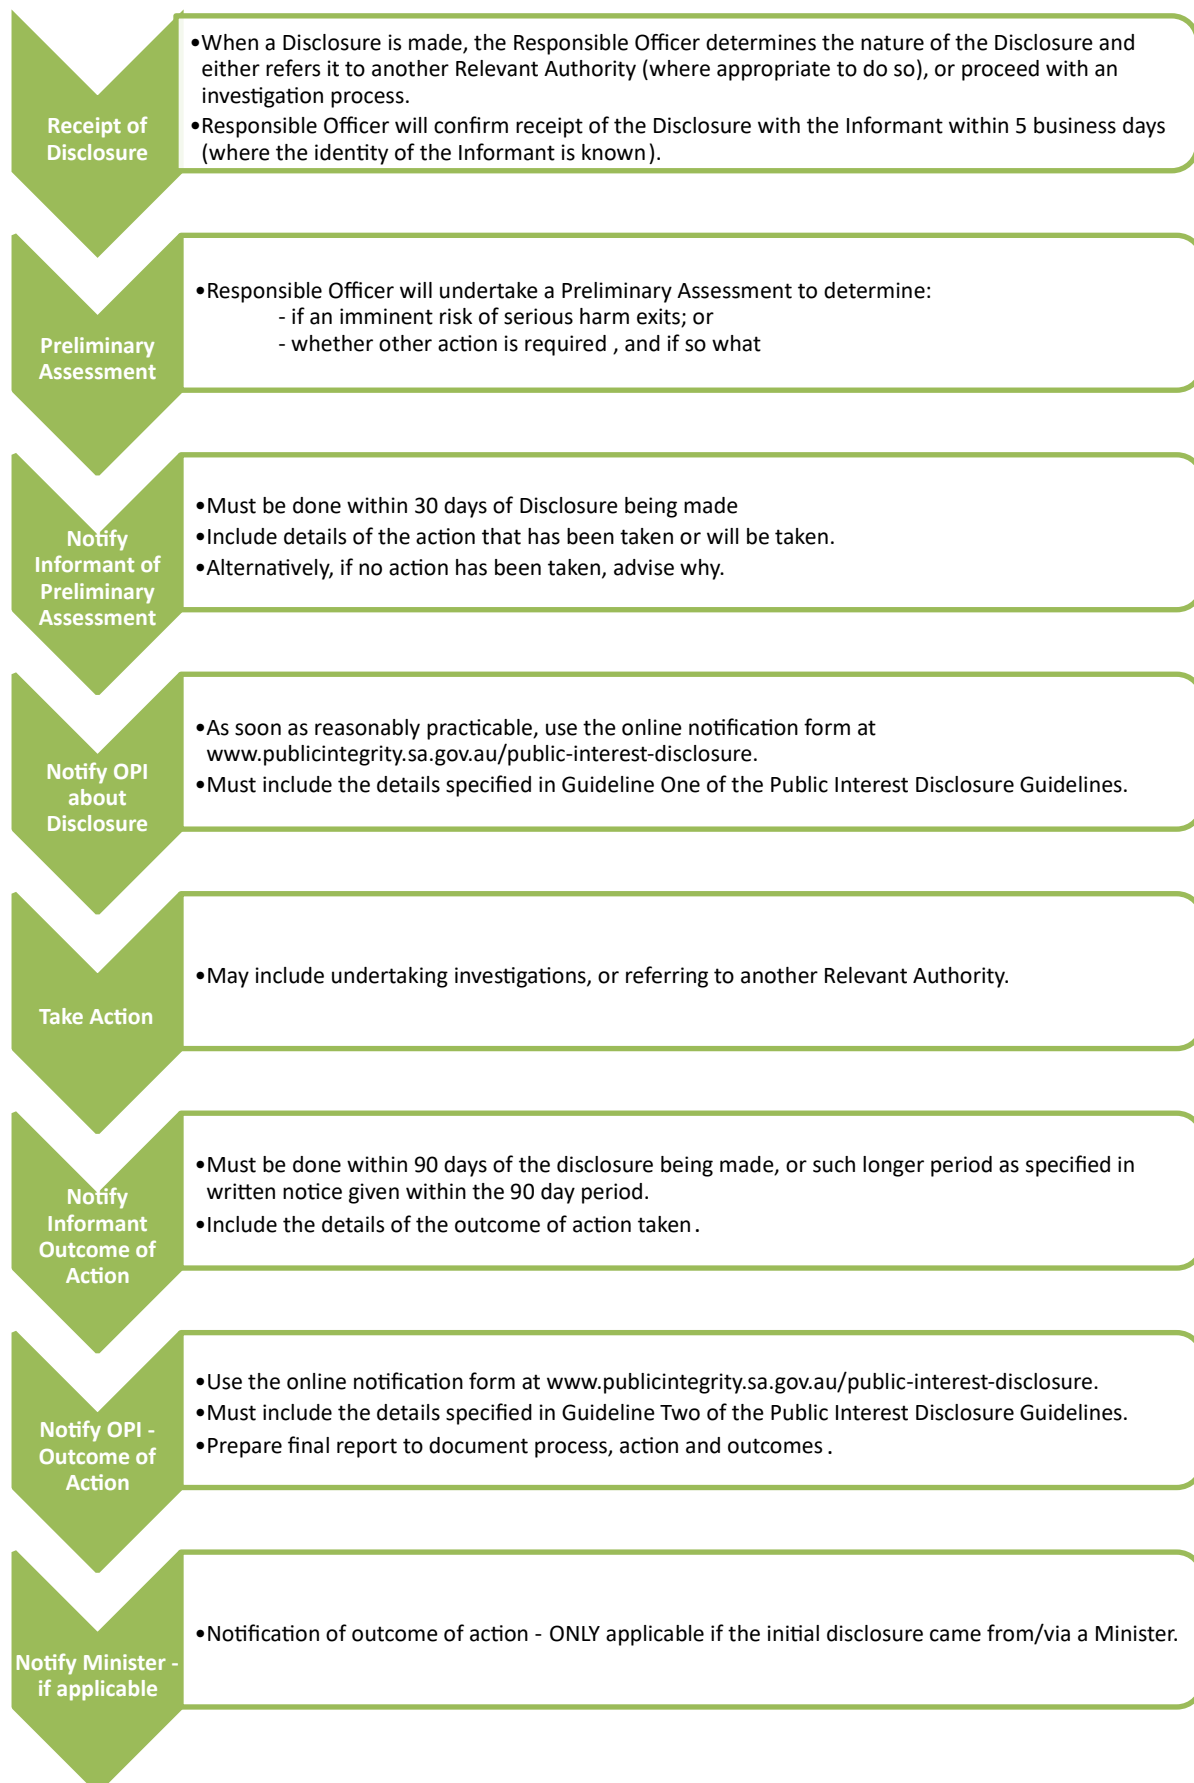 Receipt of
Disclosure
•When a Disclosure is made, the Responsible Officer determines the nature of the Disclosure and
either refers it to another Relevant Authority (where appropriate to do so), or proceed with an
investigation process.
•Responsible Officer will confirm receipt of the Disclosure with the Informant within 5 business days
(where the identity of the Informant is known).
Preliminary
Assessment
•Responsible Officer will undertake a Preliminary Assessment to determine:
- if an imminent risk of serious harm exits; or
- whether other action is required , and if so what
Notify
Informant of
Preliminary
Assessment
•Must be done within 30 days of Disclosure being made
•Include details of the action that has been taken or will be taken.
•Alternatively, if no action has been taken, advise why.
Notify OPI
about
Disclosure
•As soon as reasonably practicable, use the online notification form at
www.publicintegrity.sa.gov.au/public-interest-disclosure.
•Must include the details specified in Guideline One of the Public Interest Disclosure Guidelines.
Take Action
•May include undertaking investigations, or referring to another Relevant Authority.
Notify
Informant
Outcome of
Action
•Must be done within 90 days of the disclosure being made, or such longer period as specified in
written notice given within the 90 day period.
•Include the details of the outcome of action taken .
Notify OPI -
Outcome of
Action
•Use the online notification form at www.publicintegrity.sa.gov.au/public-interest-disclosure.
•Must include the details specified in Guideline Two of the Public Interest Disclosure Guidelines.
•Prepare final report to document process, action and outcomes .
Notify Minister -
if applicable
•Notification of outcome of action - ONLY applicable if the initial disclosure came from/via a Minister.